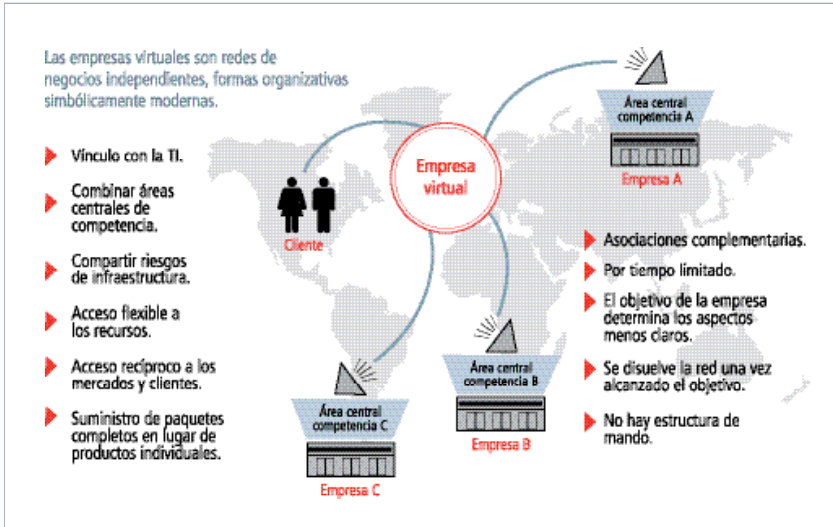 Las empresas virtuales son redes de
negocios independientes, formas organizativas
simbólicamente modernas.
Vínculo con la TI.
Combinar áreas
centrales de
competencia.
Compartir riesgos
de infraestructura.
Acceso flexible a
los recursos.
Acceso recíproco a los
mercados y clientes.
Suministro de paquetes
completos en lugar de
productos individuales.
Cliente
Empresa
virtual
Área central
competencia A
Empresa A
Área central
competencia B
Empresa B
Área central
competencia C
Empresa C
Asociaciones complementarias.
Por tiempo limitado.
El objetivo de la empresa
determina los aspectos
menos claros.
Se disuelve la red una vez
alcanzado el objetivo.
No hay estructura de
mando.